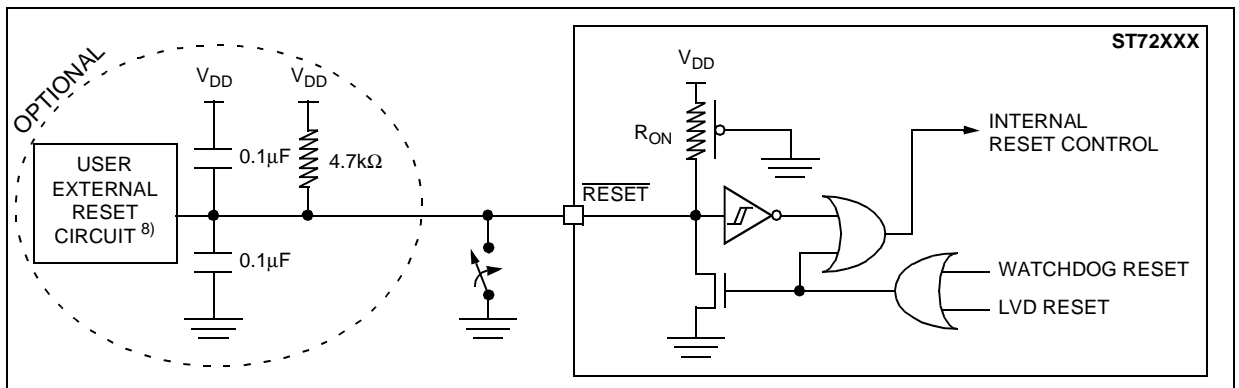 ST72XXX
OPTIONAL
V_DD
V_DD
V_DD
0.1µF
4.7kΩ
R_ON
USER
EXTERNAL
RESET
CIRCUIT 8)
0.1µF
RESET
INTERNAL
RESET CONTROL
WATCHDOG RESET
LVD RESET